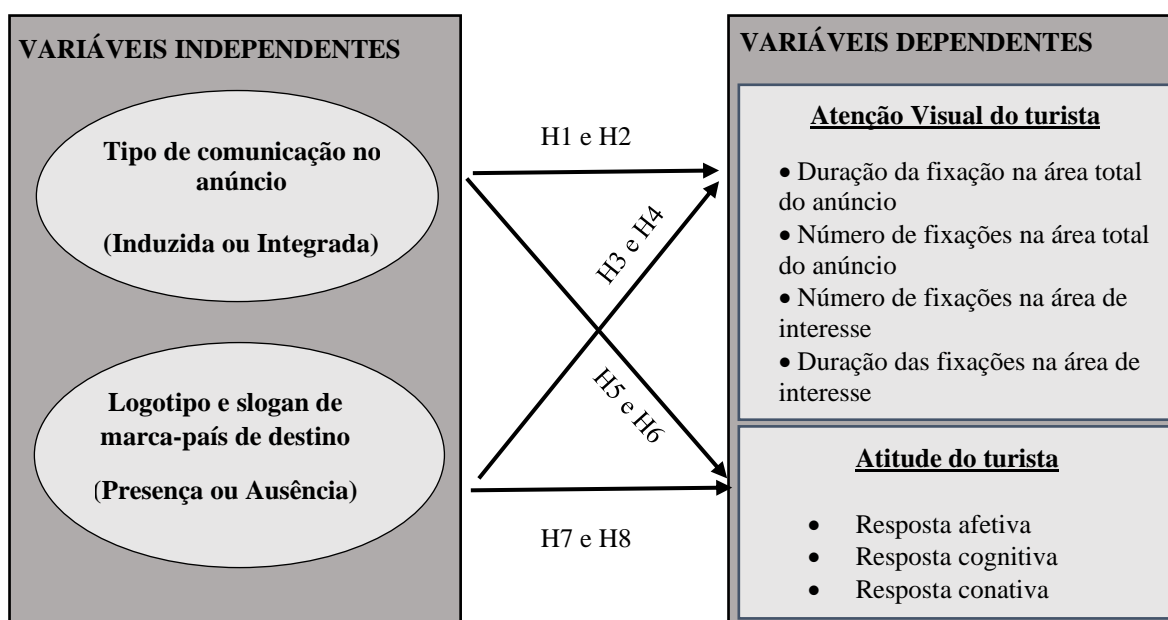 VARIÁVEIS INDEPENDENTES
Tipo de comunicação no
anúncio
(Induzida ou Integrada)
Logotipo e slogan de
marca-país de destino
(Presença ou Ausência)
H1 e H2
H3 e H4
H5 e H6
H7 e H8
VARIÁVEIS DEPENDENTES
Atenção Visual do turista
• Duração da fixação na área total
do anúncio
• Número de fixações na área total
do anúncio
• Número de fixações na área de
interesse
• Duração das fixações na área de
interesse
Atitude do turista
• Resposta afetiva
• Resposta cognitiva
• Resposta conativa